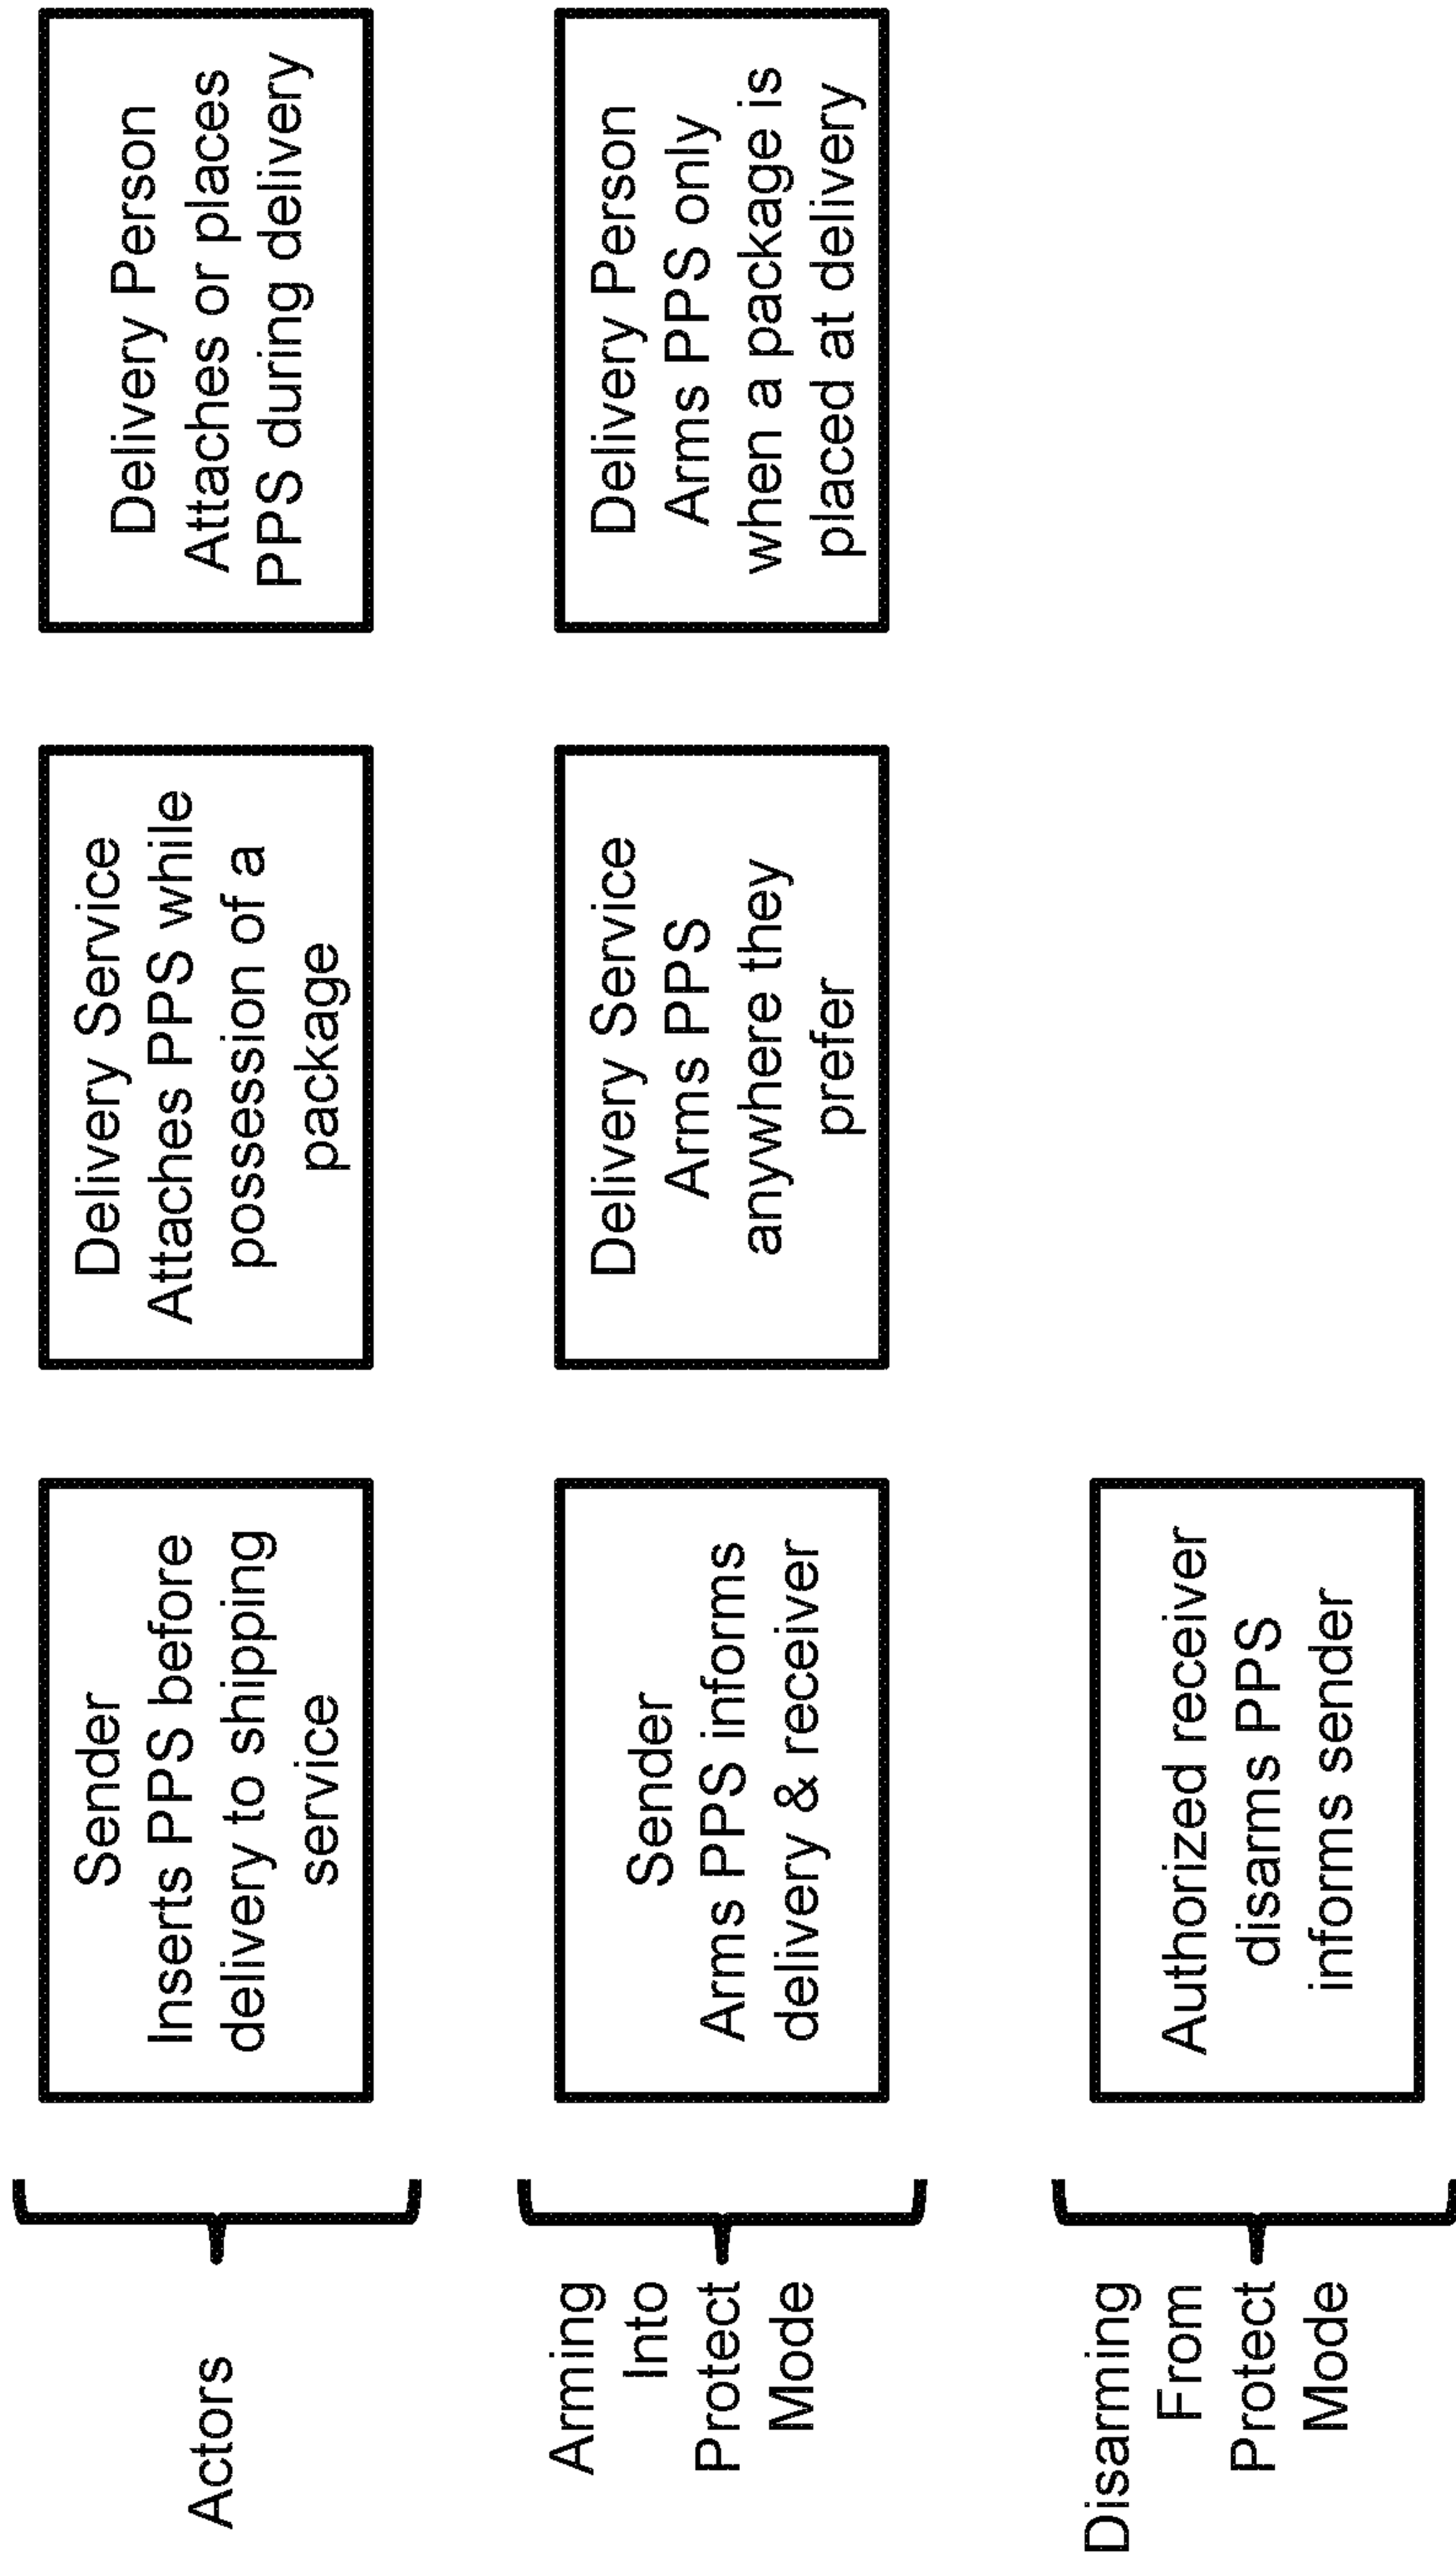 Actors
Sender
Inserts PPS before
delivery to shipping
service
Delivery Service
Attaches PPS while
possession of a
package
Delivery Person
Attaches or places
PPS during delivery
Arming
Into
Protect
Mode
Sender
Arms PPS informs
delivery & receiver
Delivery Service
Arms PPS
anywhere they
prefer
Delivery Person
Arms PPS only
when a package is
placed at delivery
Disarming
From
Protect
Mode
Authorized receiver
disarms PPS
informs sender